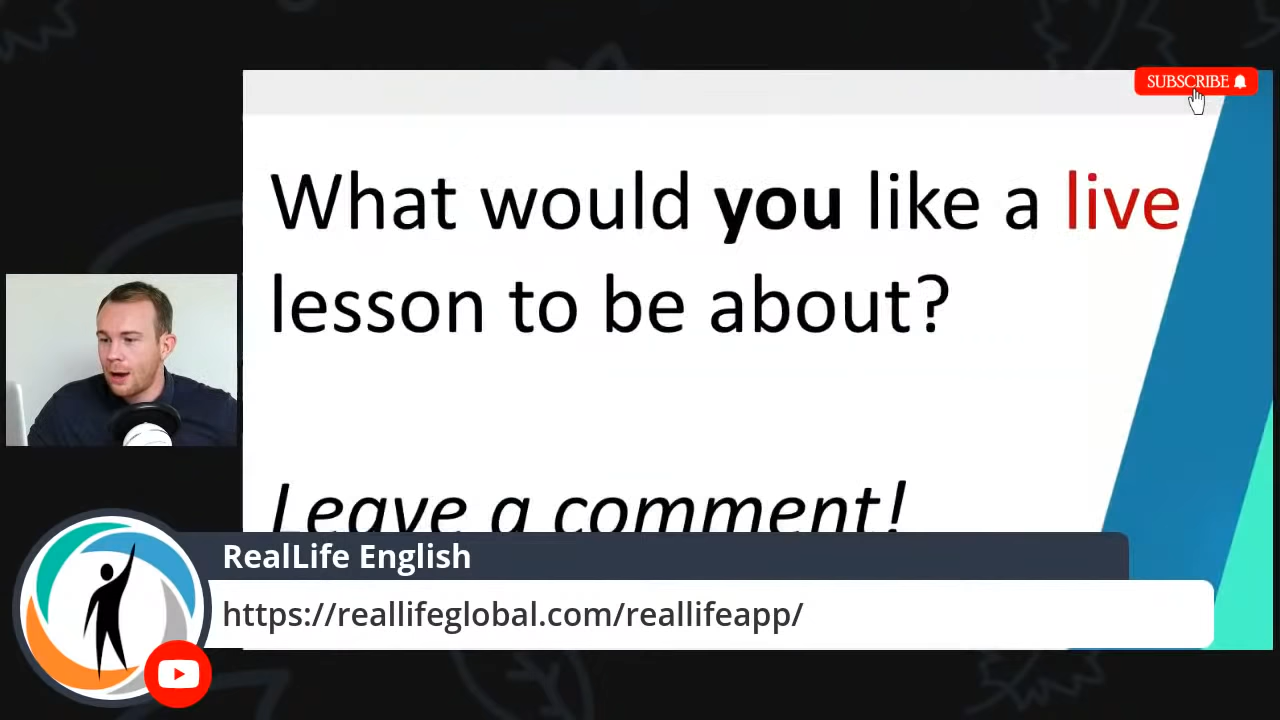 SUBSCRIBE
What would you like a live
lesson to be about?
Leave a comment!
RealLife English
https://reallifeglobal.com/reallifeapp/